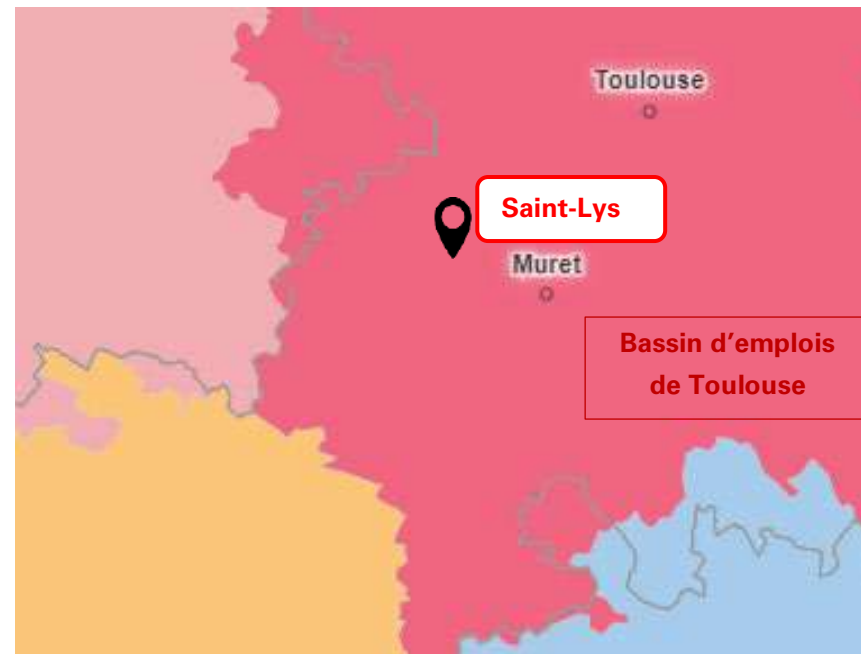 Toulouse
Saint-Lys
Muret
Bassin d’emplois
de Toulouse